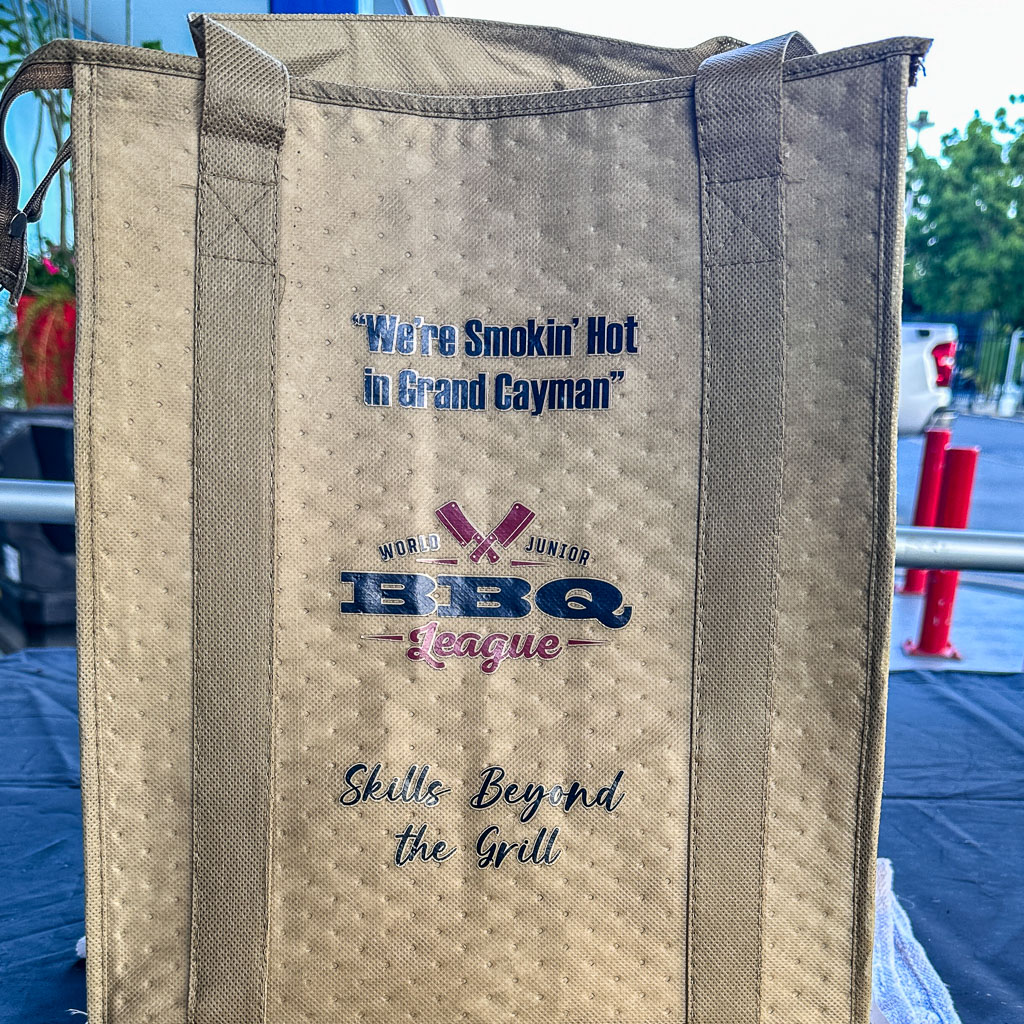 “We’re Smokin’ Hot
in Grand Cayman”
WORLD JUNIOR
BBQ
League
Skills Beyond
the Grill